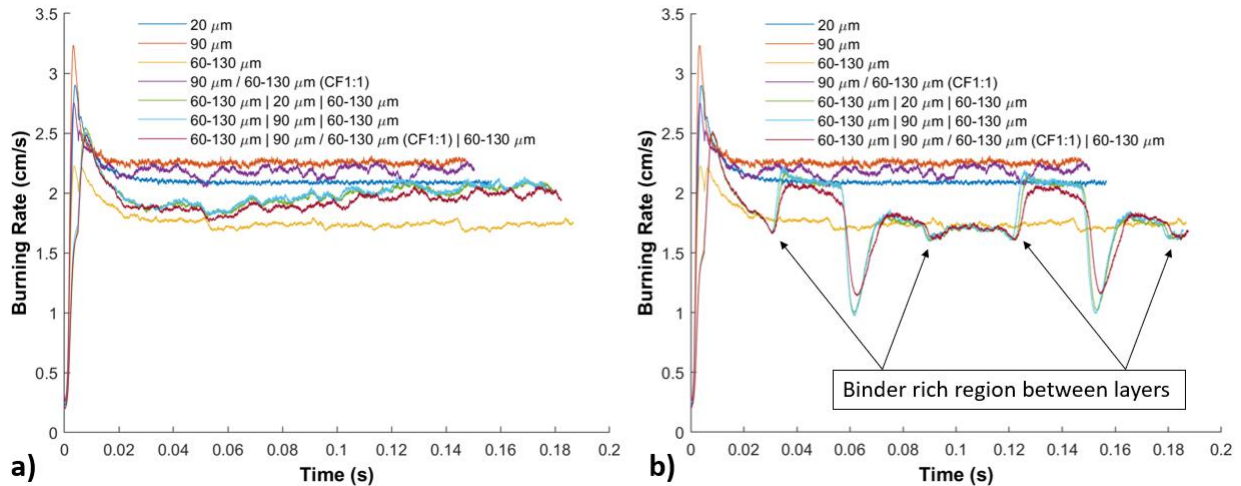 3.5
3
2.5
2
1.5
1
0.5
0
Burning Rate (cm/s)
20 μm
90 μm
60-130 μm
90 μm / 60-130 μm (CF1:1)
60-130 μm | 20 μm | 60-130 μm
60-130 μm | 90 μm | 60-130 μm
60-130 μm | 90 μm / 60-130 μm (CF1:1) | 60-130 μm
0 0.02 0.04 0.06 0.08 0.1 0.12 0.14 0.16 0.18 0.2
Time (s)
a)
3.5
3
2.5
2
1.5
1
0.5
0
Burning Rate (cm/s)
20 μm
90 μm
60-130 μm
90 μm / 60-130 μm (CF1:1)
60-130 μm | 20 μm | 60-130 μm
60-130 μm | 90 μm | 60-130 μm
60-130 μm | 90 μm / 60-130 μm (CF1:1) | 60-130 μm
Binder rich region between layers
0 0.02 0.04 0.06 0.08 0.1 0.12 0.14 0.16 0.18 0.2
Time (s)
b)